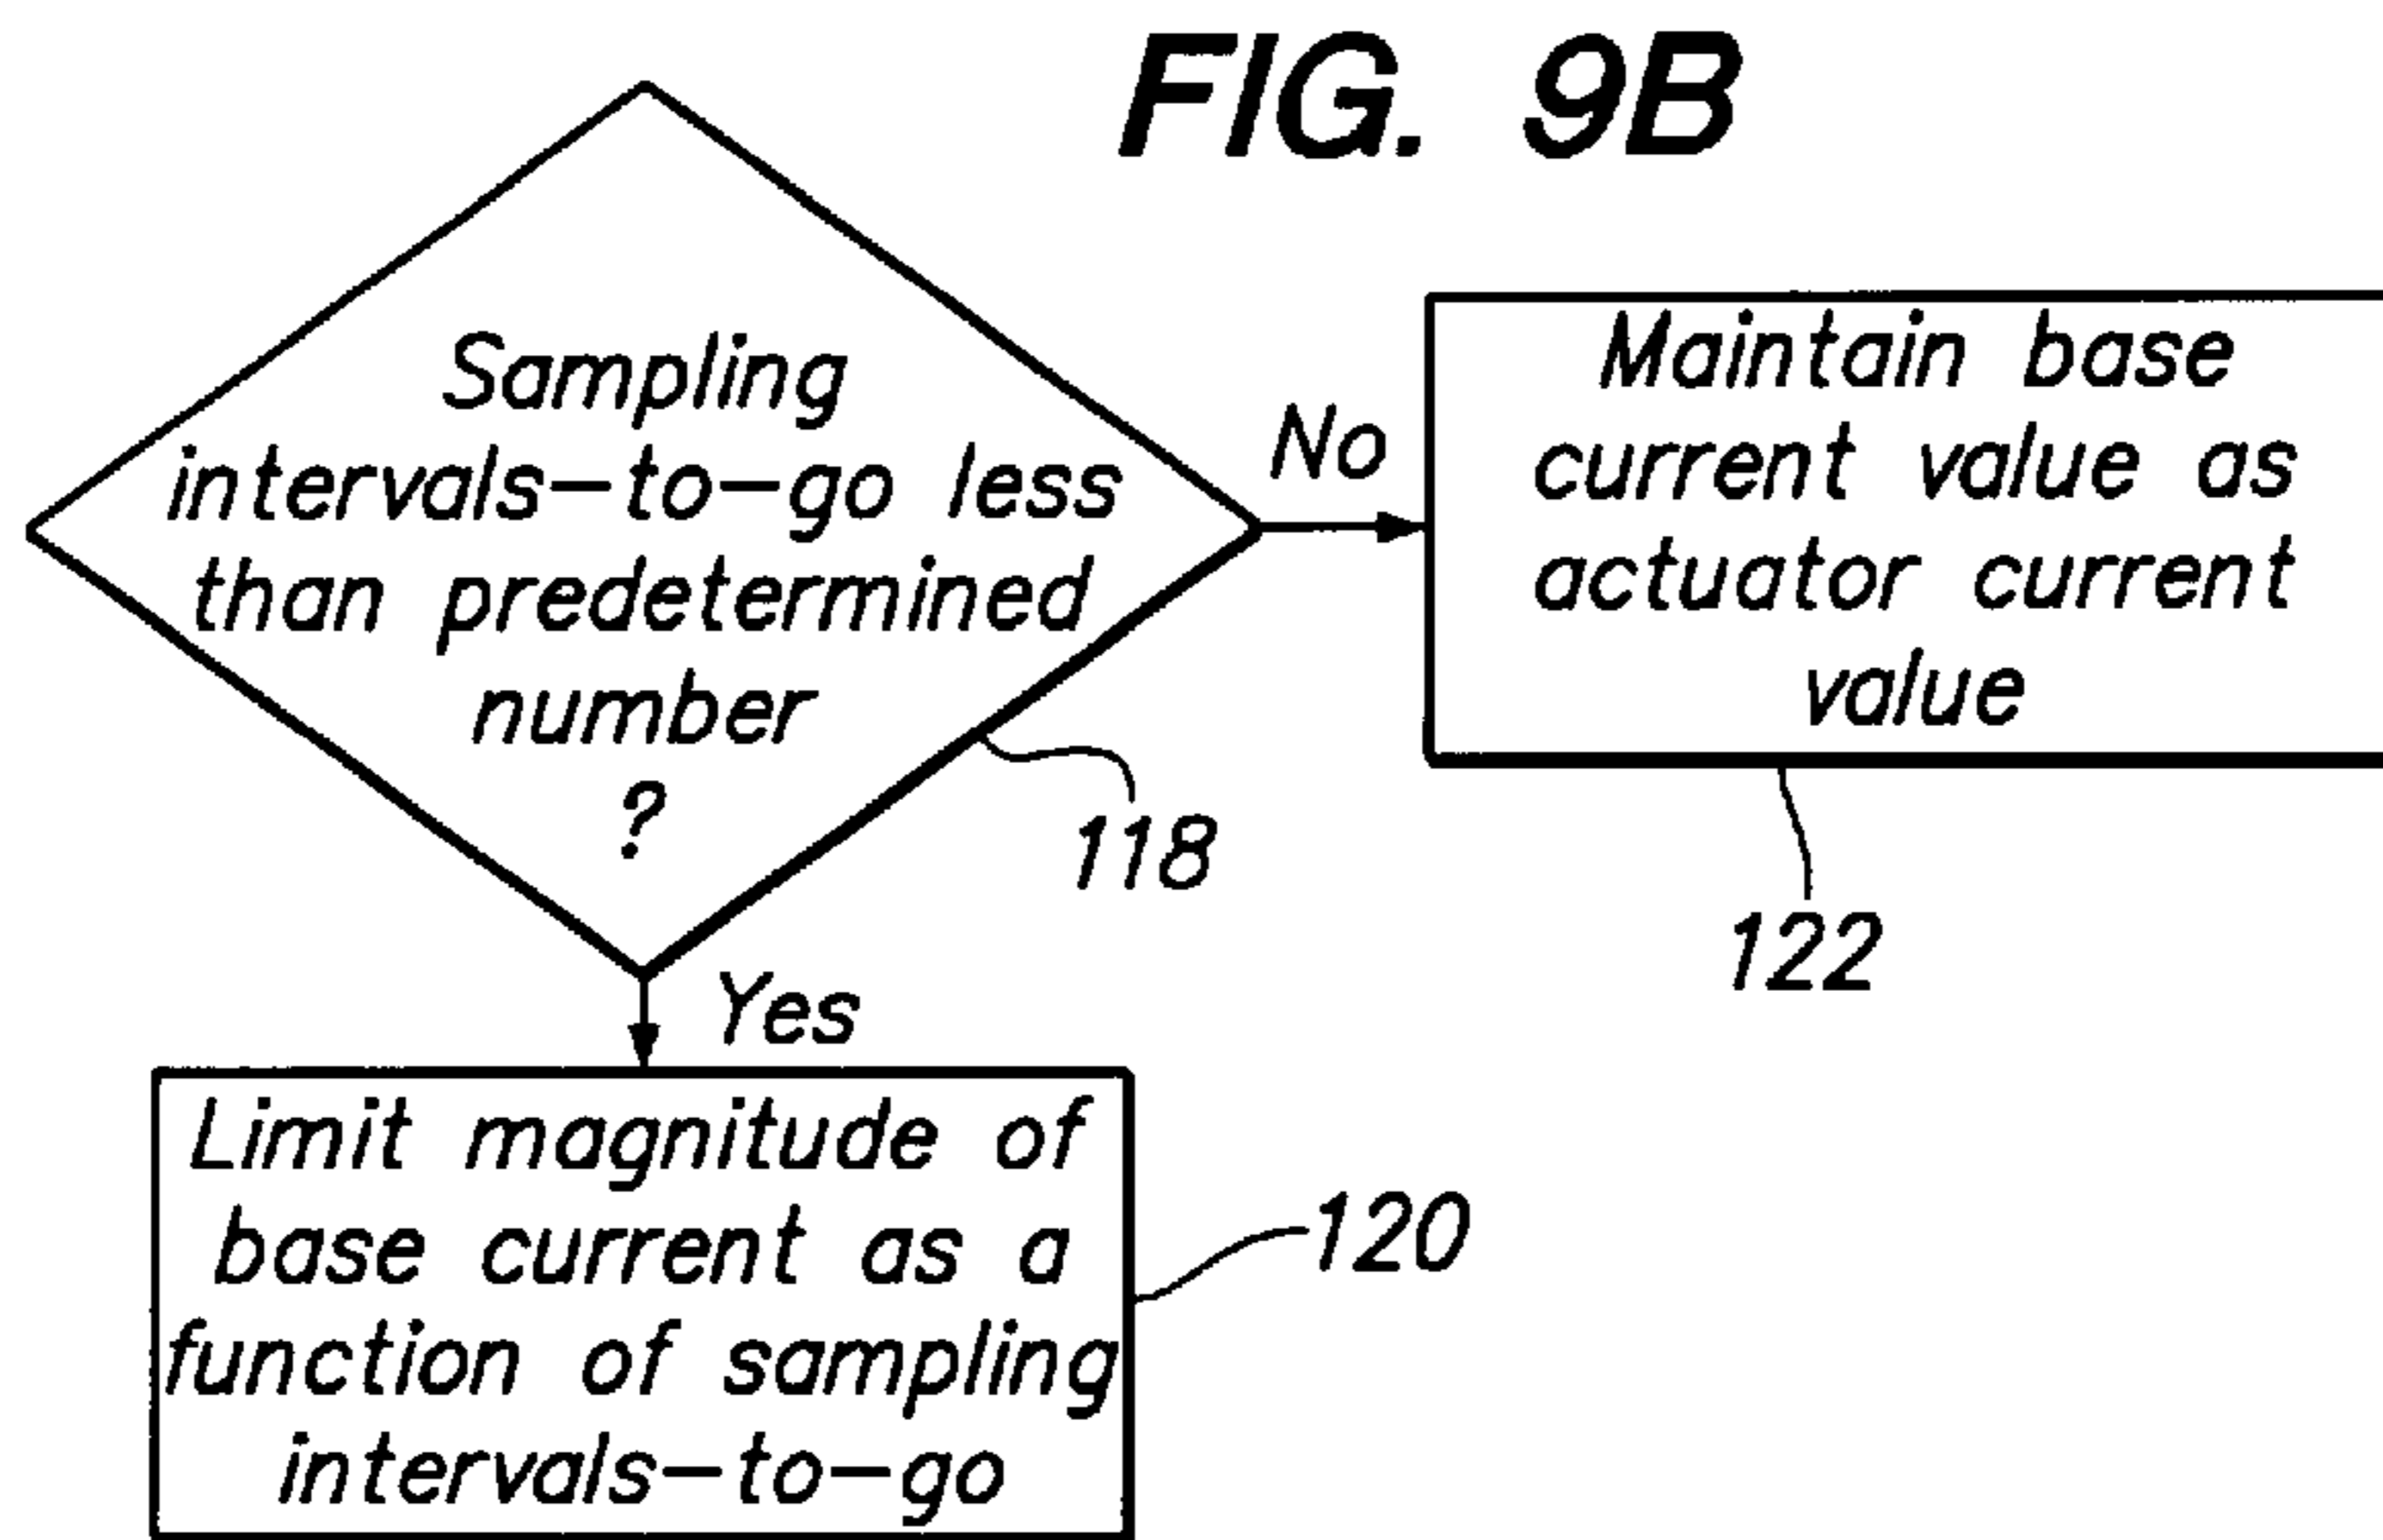 FIG. 9B
Sampling
intervals-to-go less
than predetermined
number
?
No
Maintain base
current value as
actuator current
value
118
122
Yes
Limit magnitude of
base current as a
function of sampling
intervals-to-go
120